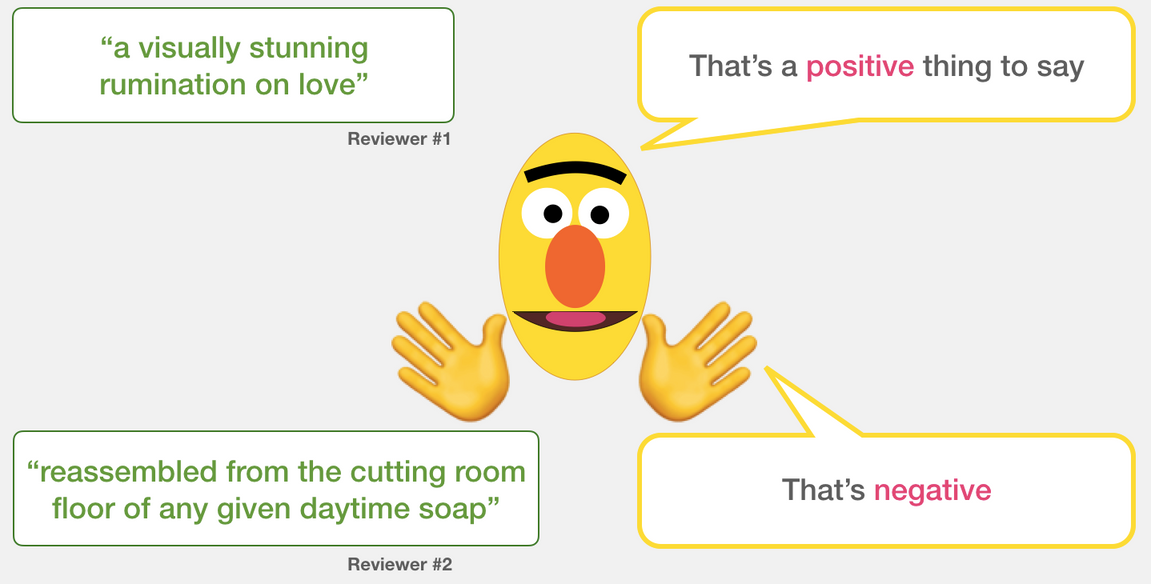 “a visually stunning
rumination on love”
Reviewer #1
That’s a positive thing to say
“reassembled from the cutting room
floor of any given daytime soap”
Reviewer #2
That’s negative